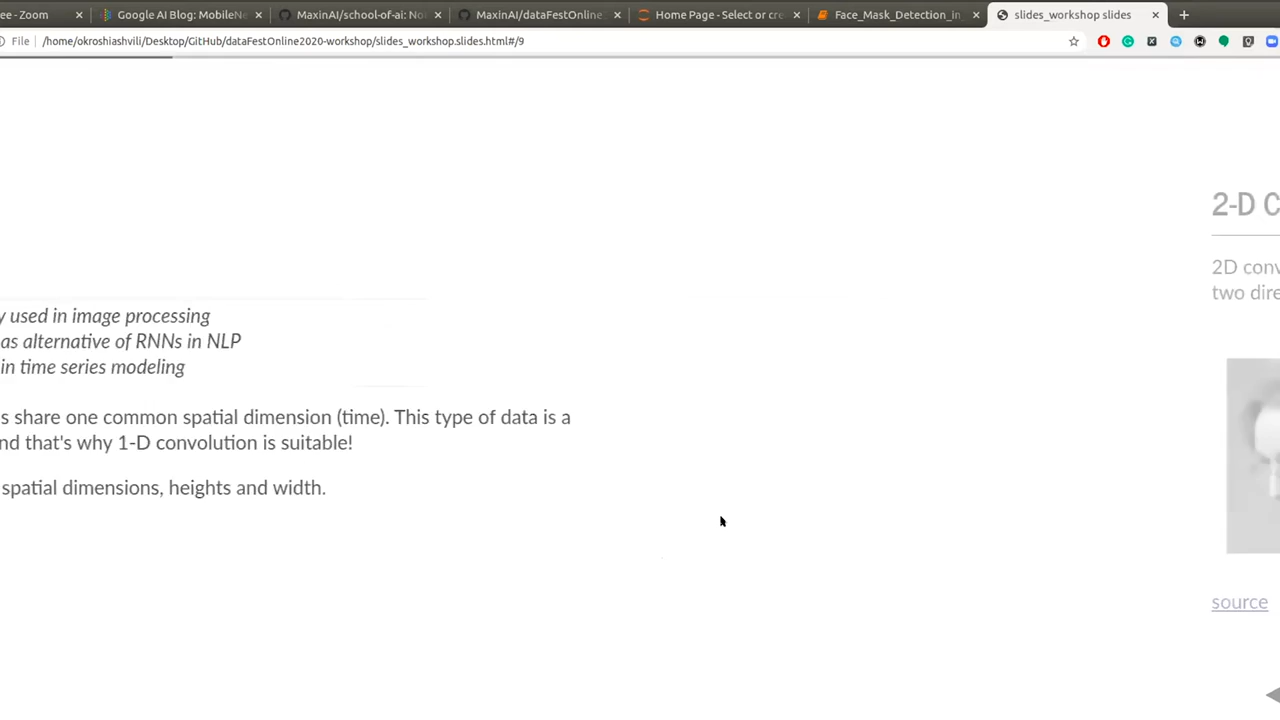 ee - Zoom
Google AI Blog: MobileNe
MaxinAI/school-of-ai: No
MaxinAI/dataFestOnline
Home Page - Select or cre
Face_Mask_Detection_in
slides_workshop slides
File
/home/okroshiashvili/Desktop/GitHub/dataFestOnline2020-workshop/slides_workshop.slides.html#/9
y used in image processing
as alternative of RNNs in NLP
in time series modeling
s share one common spatial dimension (time). This type of data is a
nd that's why 1-D convolution is suitable!
spatial dimensions, heights and width.
2-D C
2D conv
two dire
source